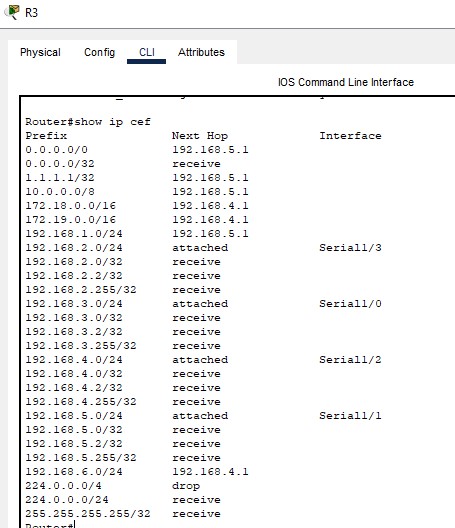 R3
Physical Config CLI Attributes
IOS Command Line Interface
Router#show ip cef
Prefix Next Hop Interface
0.0.0.0/0 192.168.5.1
0.0.0.0/32 receive
1.1.1.1/32 192.168.5.1
10.0.0.0/8 192.168.5.1
172.18.0.0/16 192.168.4.1
172.19.0.0/16 192.168.4.1
192.168.1.0/24 192.168.5.1
192.168.2.0/24 attached Serial1/3
192.168.2.0/32 receive
192.168.2.2/32 receive
192.168.2.255/32 receive
192.168.3.0/24 attached Serial1/0
192.168.3.0/32 receive
192.168.3.2/32 receive
192.168.3.255/32 receive
192.168.4.0/24 attached Serial1/2
192.168.4.0/32 receive
192.168.4.2/32 receive
192.168.4.255/32 receive
192.168.5.0/24 attached Serial1/1
192.168.5.0/32 receive
192.168.5.2/32 receive
192.168.5.255/32 receive
192.168.6.0/24 192.168.4.1
224.0.0.0/4 drop
224.0.0.0/24 receive
255.255.255.255/32 receive
Router#